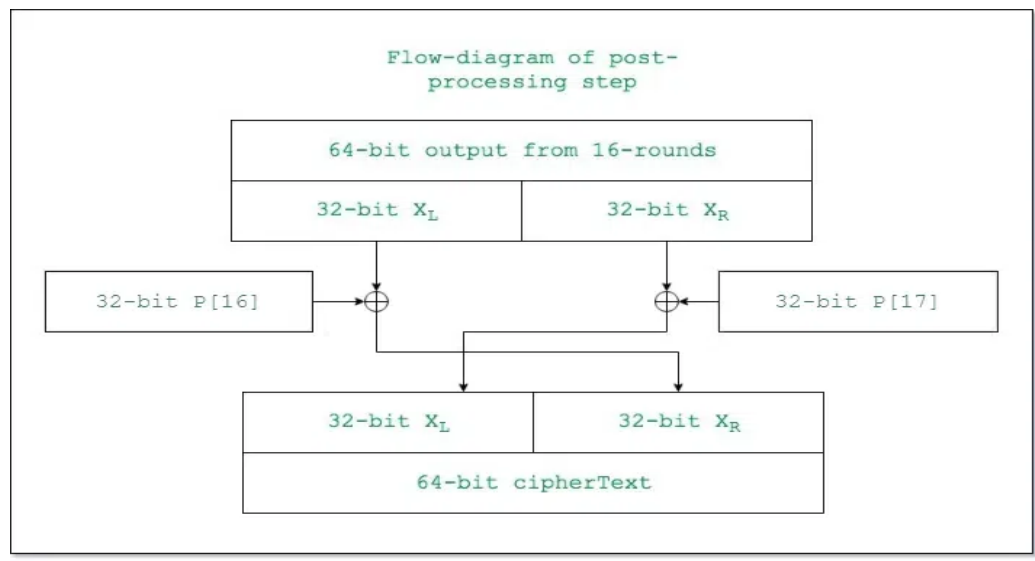 Flow-diagram of post-
processing step
64-bit output from 16-rounds
32-bit XL
32-bit XR
32-bit P[16]
32-bit P[17]
32-bit XL
32-bit XR
64-bit cipherText